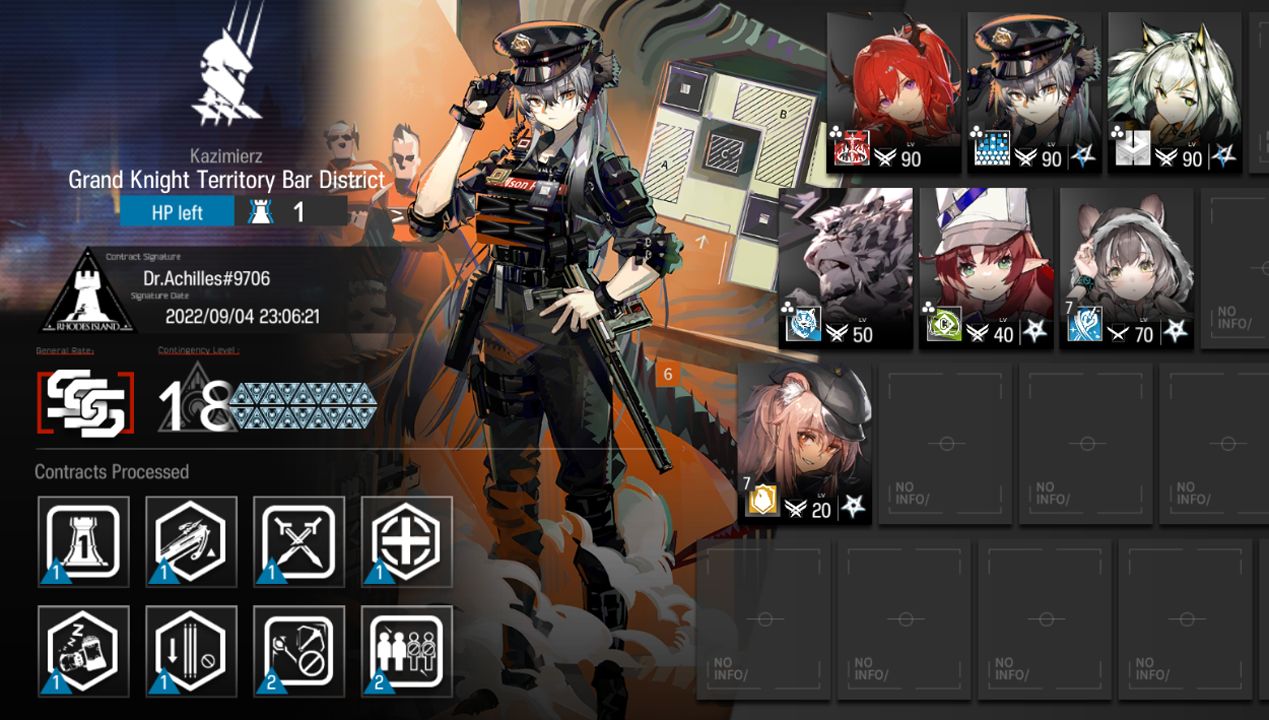 Kazimierz
Grand Knight Territory Bar District
HP left 1
Contract Signature
Dr.Achilles#9706
Signature Date
2022/09/04 23:06:21
RHODES ISLAND
General Rate:
Contingency Level:
18
Contracts Processed
1 1 1 1
1 1 2 2
A
B
C
6
LV 90
LV 90
LV 90
LV 50
LV 40
7 LV 70
NO INFO/
7 LV 20
NO INFO/
NO INFO/
NO INFO/
NO INFO/
NO INFO/
NO INFO/
NO INFO/